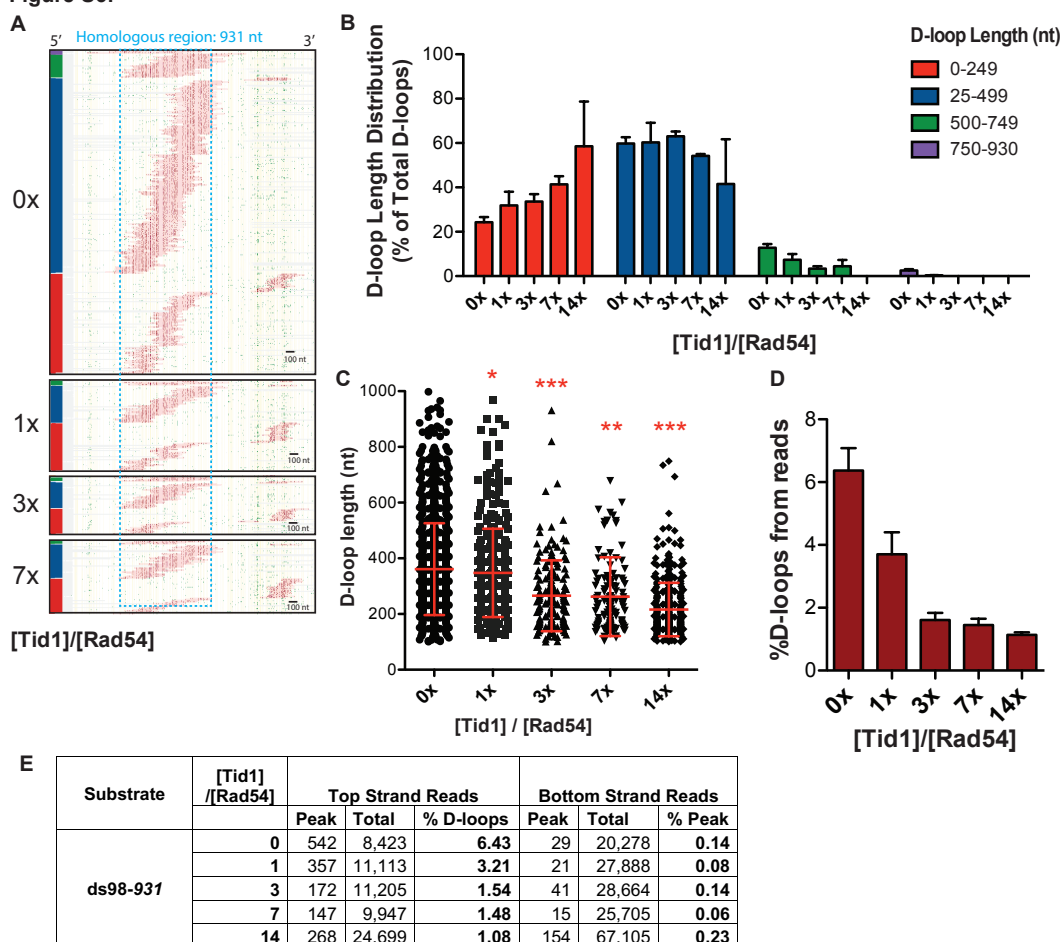 A
5’ Homologous region: 931 nt 3’
0x
100 nt
1x
100 nt
3x
100 nt
7x
100 nt
[Tid1]/[Rad54]
B
D-loop Length Distribution
(% of Total D-loops)
100
80
60
40
20
0
0x 1x 3x 7x 14x 0x 1x 3x 7x 14x 0x 1x 3x 7x 14x 0x 1x 3x 7x 14x
[Tid1]/[Rad54]
D-loop Length (nt)
0-249
25-499
500-749
750-930
C
D-loop length (nt)
1000
800
600
400
200
0
* *** ** ***
0x 1x 3x 7x 14x
[Tid1] / [Rad54]
D
%D-loops from reads
8
6
4
2
0
0x 1x 3x 7x 14x
[Tid1]/[Rad54]
E
Substrate [Tid1] /[Rad54] Top Strand Reads Bottom Strand Reads
Peak Total % D-loops Peak Total % Peak
ds98-931
0 542 8,423 6.43 29 20,278 0.14
1 357 11,113 3.21 21 27,888 0.08
3 172 11,205 1.54 41 28,664 0.14
7 147 9,947 1.48 15 25,705 0.06
14 268 24,699 1.08 154 67,105 0.23